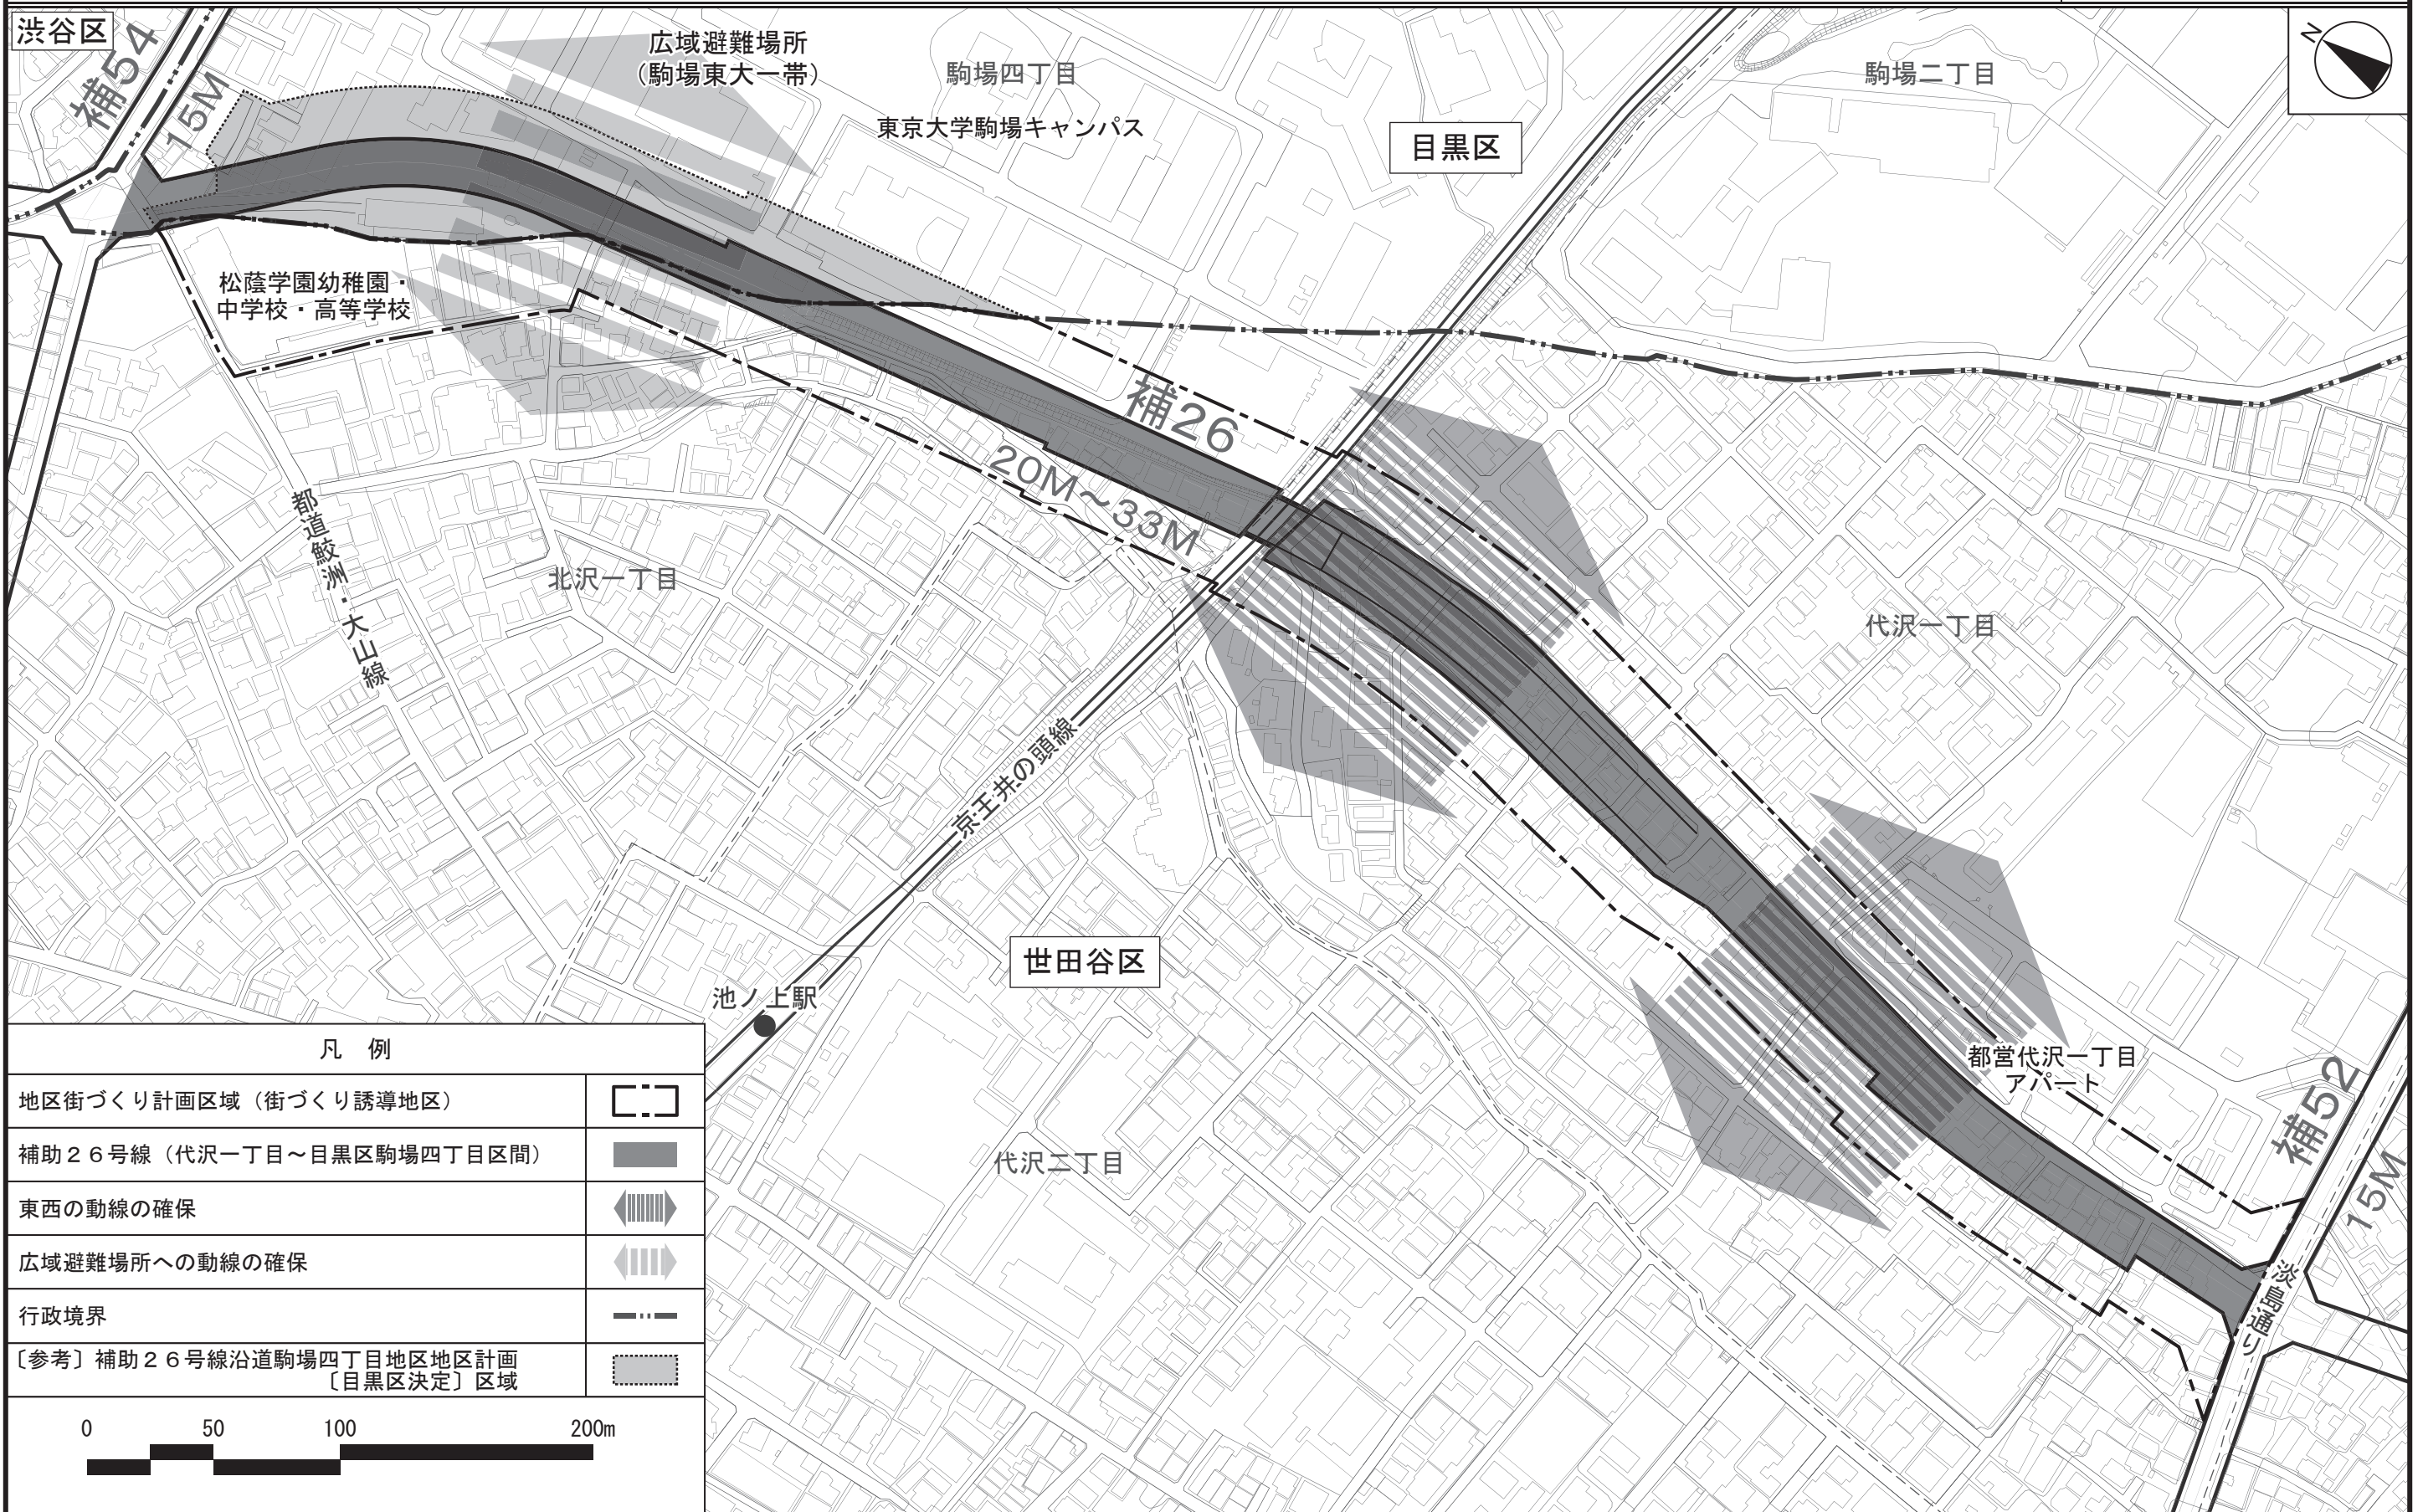 渋谷区
補54
15M
広域避難場所
（駒場東大一帯）
駒場四丁目
東京大学駒場キャンパス
目黒区
駒場二丁目
N
松蔭学園幼稚園・
中学校・高等学校
補26
20M～33M
都道鮫洲・大山線
北沢一丁目
代沢一丁目
京王井の頭線
世田谷区
池ノ上駅
代沢二丁目
都営代沢一丁目
アパート
補52
15M
淡島通り
凡　例
地区街づくり計画区域（街づくり誘導地区）
補助２６号線（代沢一丁目～目黒区駒場四丁目区間）
東西の動線の確保
広域避難場所への動線の確保
行政境界
〔参考〕補助２６号線沿道駒場四丁目地区地区計画
〔目黒区決定〕区域
0 50 100 200m